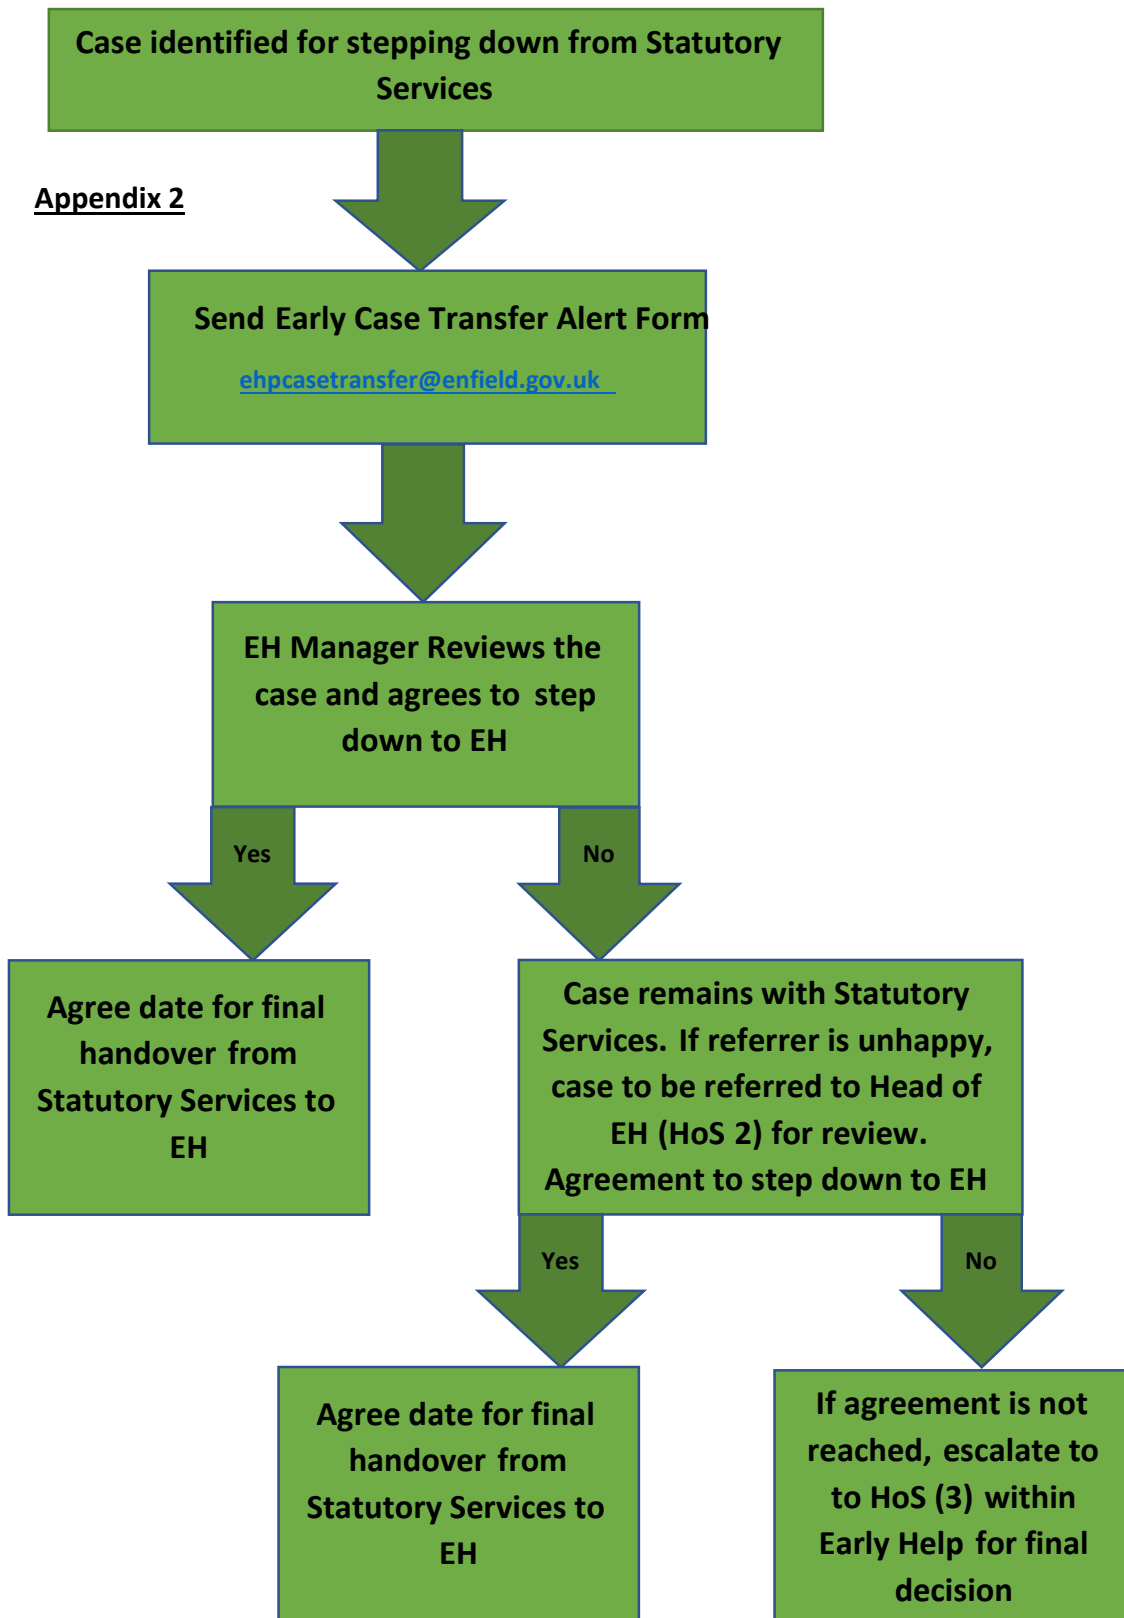 Case identified for stepping down from Statutory
Services
Appendix 2
Send Early Case Transfer Alert Form
ehpcasetransfer@enfield.gov.uk
EH Manager Reviews the
case and agrees to step
down to EH
Yes
No
Agree date for final
handover from
Statutory Services to
EH
Case remains with Statutory
Services. If referrer is unhappy,
case to be referred to Head of
EH (HoS 2) for review.
Agreement to step down to EH
Yes
No
Agree date for final
handover from
Statutory Services to
EH
If agreement is not
reached, escalate to
to HoS (3) within
Early Help for final
decision